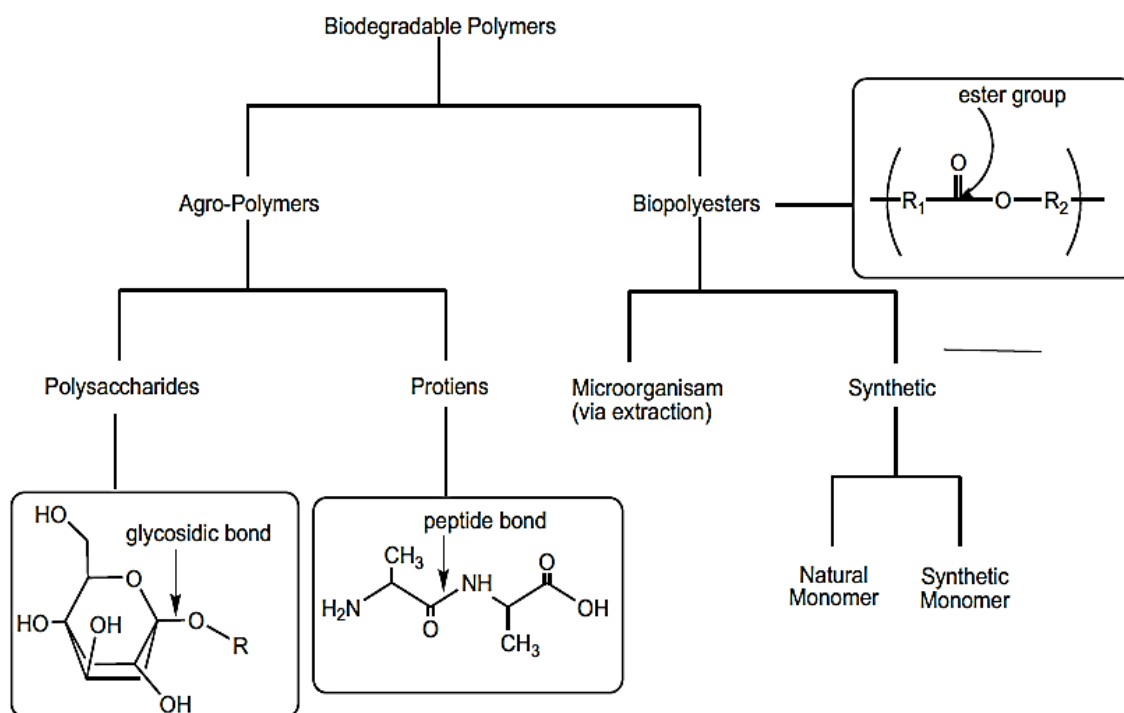 Biodegradable Polymers
ester group
O
R1
O
R2
Agro-Polymers
Biopolyesters
Polysaccharides
Protiens
Microorganisam
(via extraction)
Synthetic
HO
glycosidic bond
O
HO
OH
O
R
OH
peptide bond
CH3
NH
O
H2N
O
OH
CH3
Natural
Monomer
Synthetic
Monomer